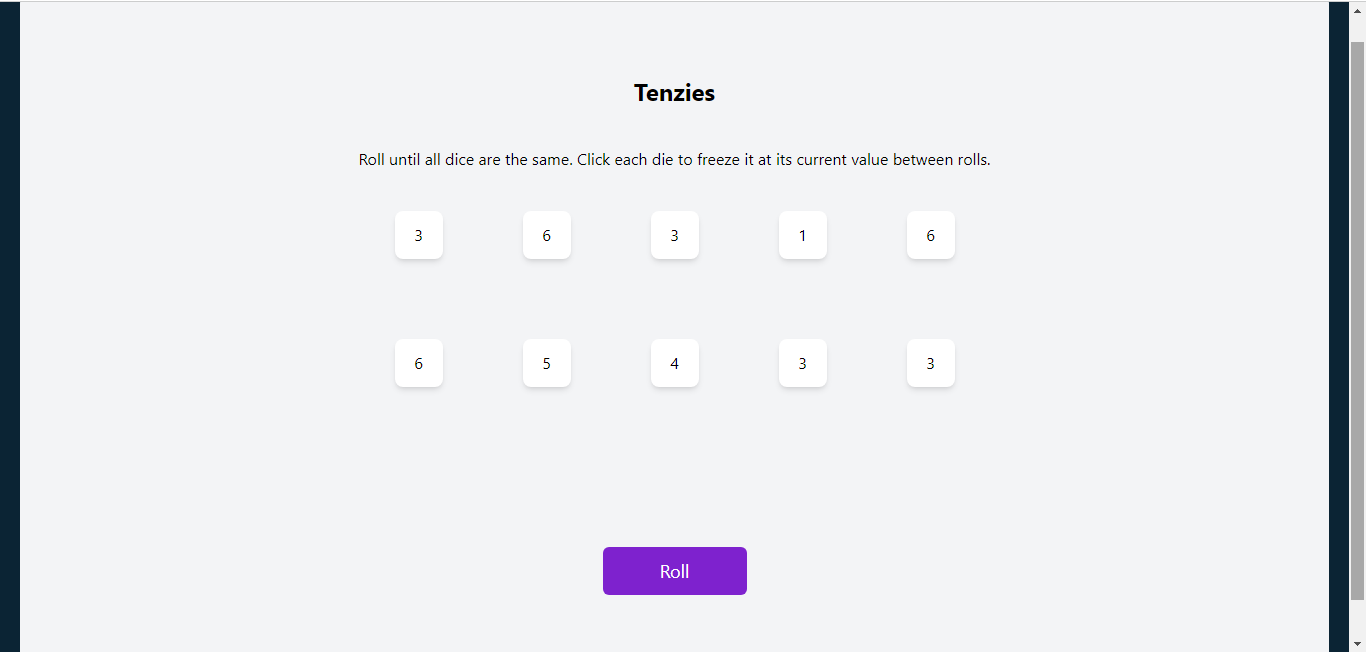 Tenzies
Roll until all dice are the same. Click each die to freeze it at its current value between rolls.
3 6 3 1 6
6 5 4 3 3
Roll